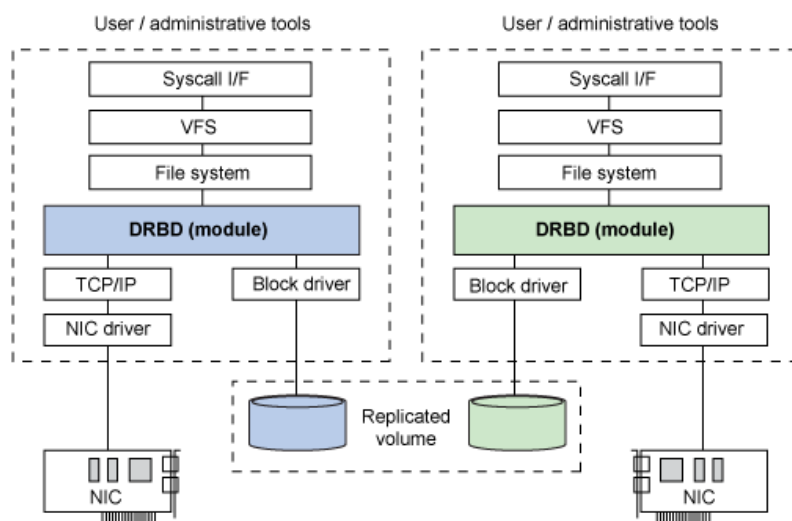 User / administrative tools
User / administrative tools
Syscall I/F
VFS
File system
DRBD (module)
TCP/IP
Block driver
NIC driver
Syscall I/F
VFS
File system
DRBD (module)
Block driver
TCP/IP
NIC driver
Replicated
volume
NIC
NIC